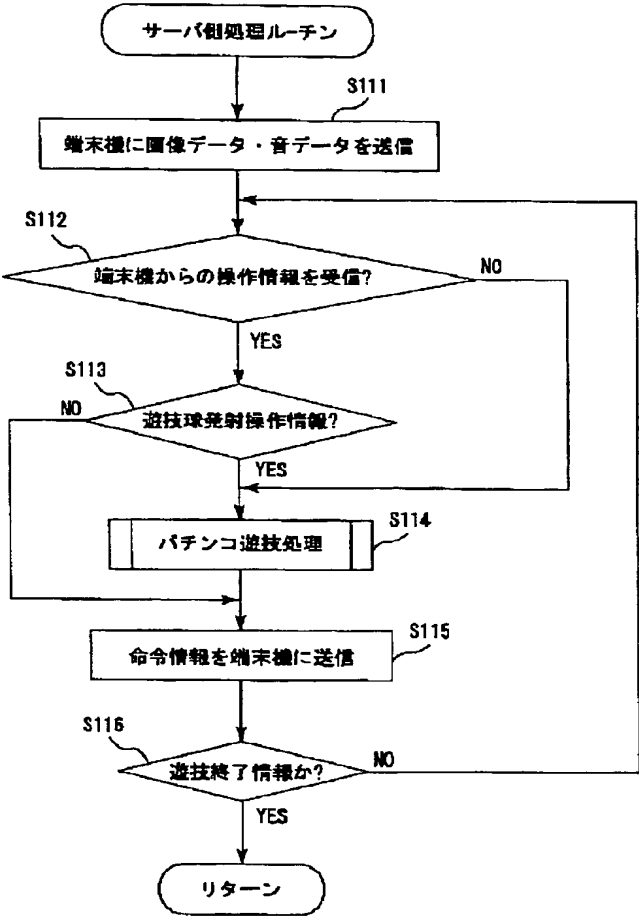 サーバ側処理ルーチン
S111
端末機に画像データ・音データを送信
S112
端末機からの操作情報を受信?
NO
YES
S113
NO
遊技球発射操作情報?
YES
パチンコ遊技処理
S114
命令情報を端末機に送信
S115
S116
遊技終了情報か?
NO
YES
リターン